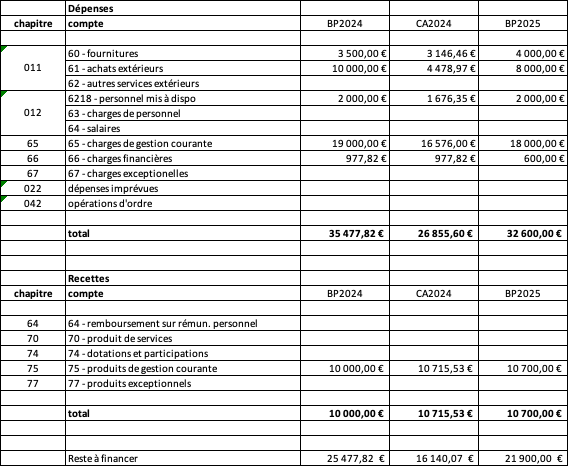 Dépenses
chapitre compte BP2024 CA2024 BP2025
60 - fournitures 3 500,00 € 3 146,46 € 4 000,00 €
011 61 - achats extérieurs 10 000,00 € 4 478,97 € 8 000,00 €
62 - autres services extérieurs
6218 - personnel mis à dispo 2 000,00 € 1 676,35 € 2 000,00 €
012 63 - charges de personnel
64 - salaires
65 65 - charges de gestion courante 19 000,00 € 16 576,00 € 18 000,00 €
66 66 - charges financières 977,82 € 977,82 € 600,00 €
67 67 - charges exceptionelles
022 dépenses imprévues
042 opérations d'ordre
total 35 477,82 € 26 855,60 € 32 600,00 €
Recettes
chapitre compte BP2024 CA2024 BP2025
64 64 - remboursement sur rémun. personnel
70 70 - produit de services
74 74 - dotations et participations
75 75 - produits de gestion courante 10 000,00 € 10 715,53 € 10 700,00 €
77 77 - produits exceptionnels
total 10 000,00 € 10 715,53 € 10 700,00 €
Reste à financer 25 477,82 € 16 140,07 € 21 900,00 €